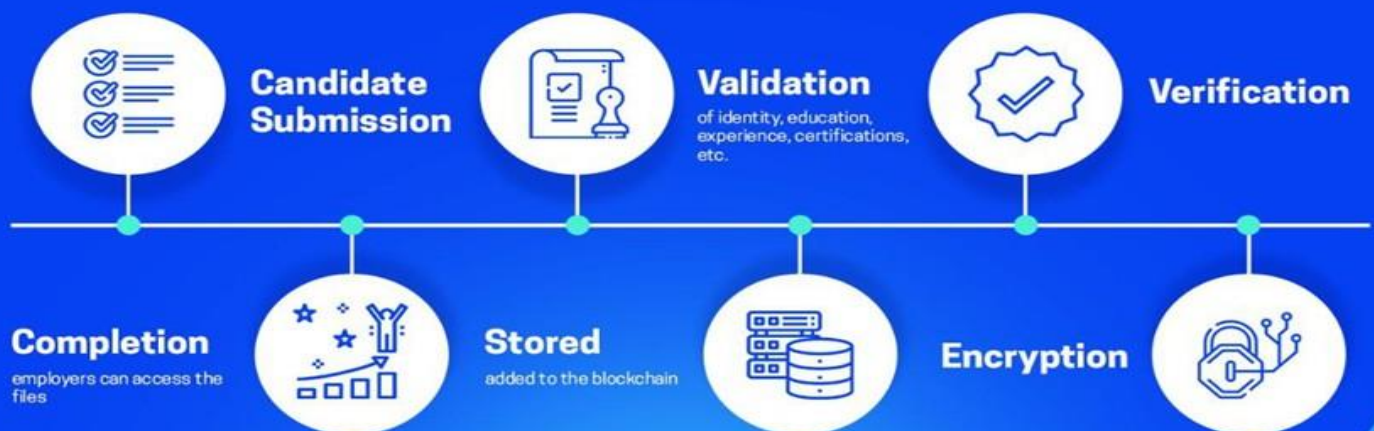 Candidate
Submission
Validation
of identity, education,
experience, certifications,
etc.
Verification
Completion
employers can access the
files
Stored
added to the blockchain
Encryption